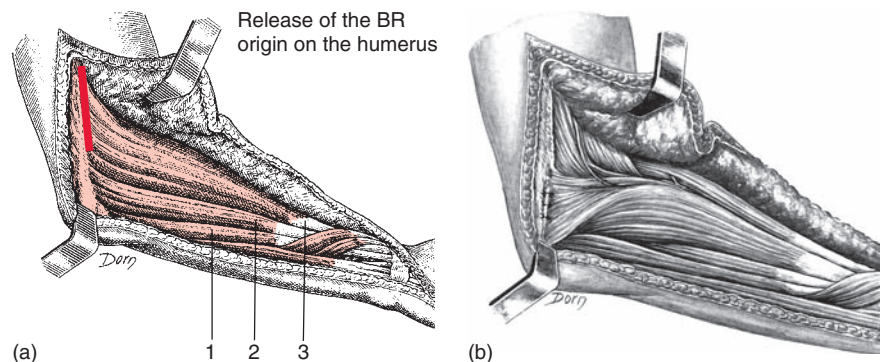 Release of the BR
origin on the humerus
Dorn
Dorn
(a)
1 2 3
(b)